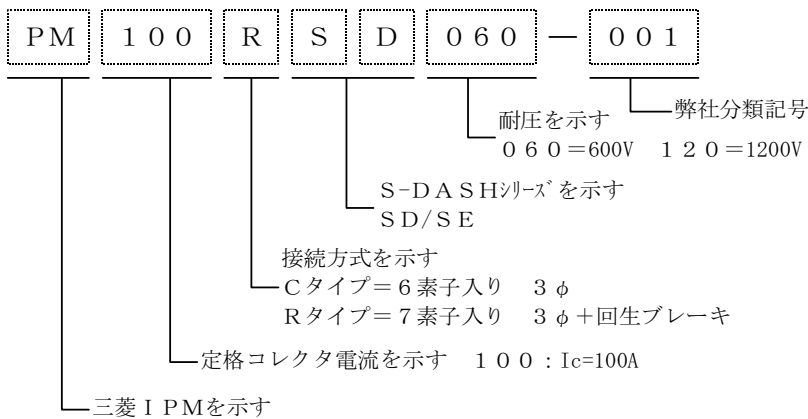 PM 100 R S D 060 － 001
弊社分類記号
耐圧を示す
０６０＝600V　１２０＝1200V
S-DASHｼﾘｰｽﾞを示す
SD/SE
接続方式を示す
Cタイプ＝6素子入り　3φ
Rタイプ＝7素子入り　3φ＋回生ブレーキ
定格コレクタ電流を示す　１００：Ic=100A
三菱ＩＰＭを示す